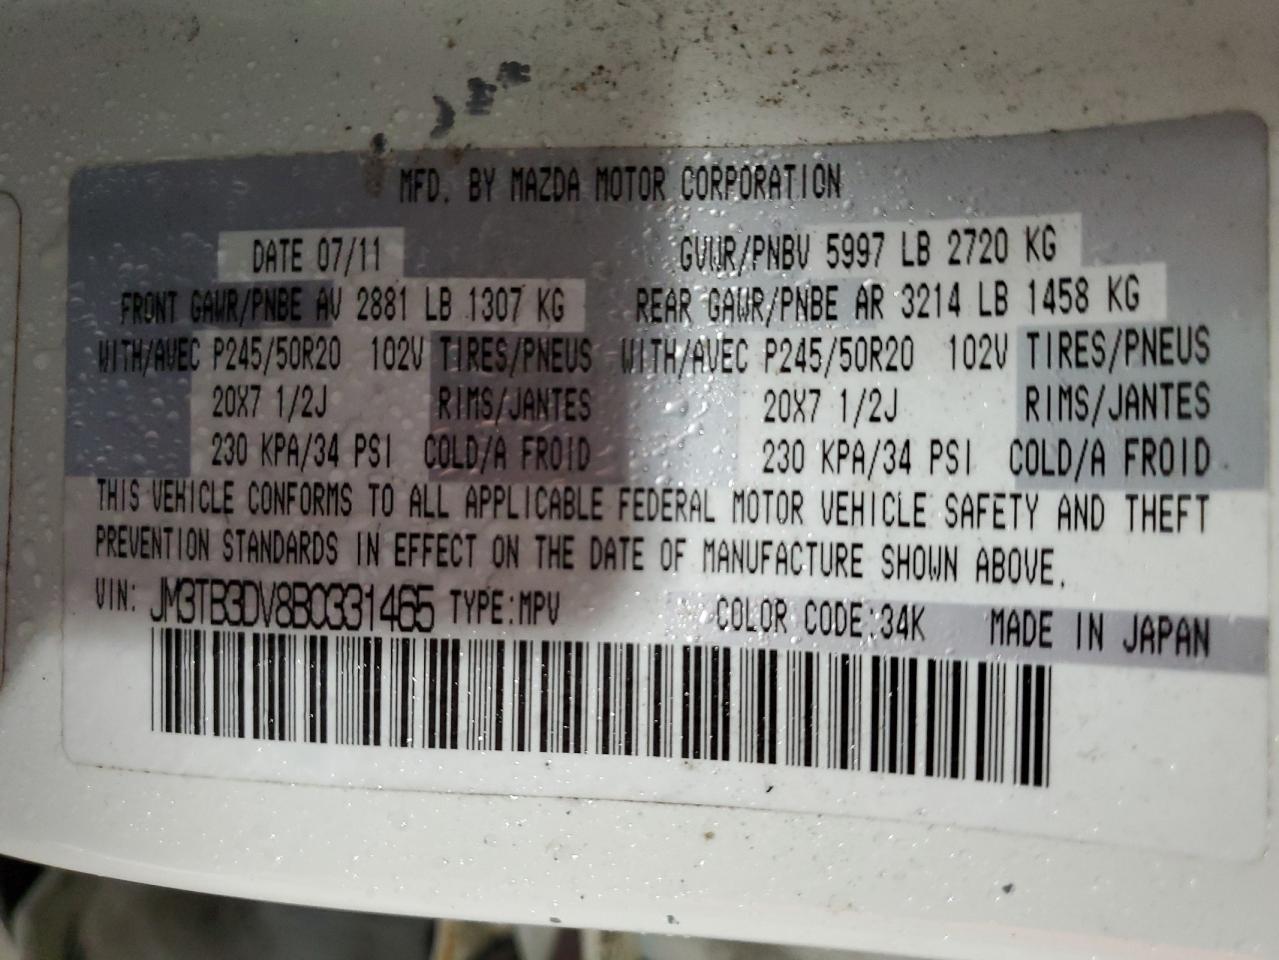 MFD. BY MAZDA MOTOR CORPORATION
DATE 07/11 GVWR/PNBV 5997 LB 2720 KG
FRONT GAWR/PNBE AV 2881 LB 1307 KG REAR GAWR/PNBE AR 3214 LB 1458 KG
WITH/AVEC P245/50R20 102V TIRES/PNEUS WITH/AVEC P245/50R20 102V TIRES/PNEUS
20X7 1/2J RIMS/JANTES 20X7 1/2J RIMS/JANTES
230 KPA/34 PSI COLD/A FROID 230 KPA/34 PSI COLD/A FROID
THIS VEHICLE CONFORMS TO ALL APPLICABLE FEDERAL MOTOR VEHICLE SAFETY AND THEFT
PREVENTION STANDARDS IN EFFECT ON THE DATE OF MANUFACTURE SHOWN ABOVE.
VIN: JM3TB3DV8B0331465 TYPE:MPV COLOR CODE:34K MADE IN JAPAN